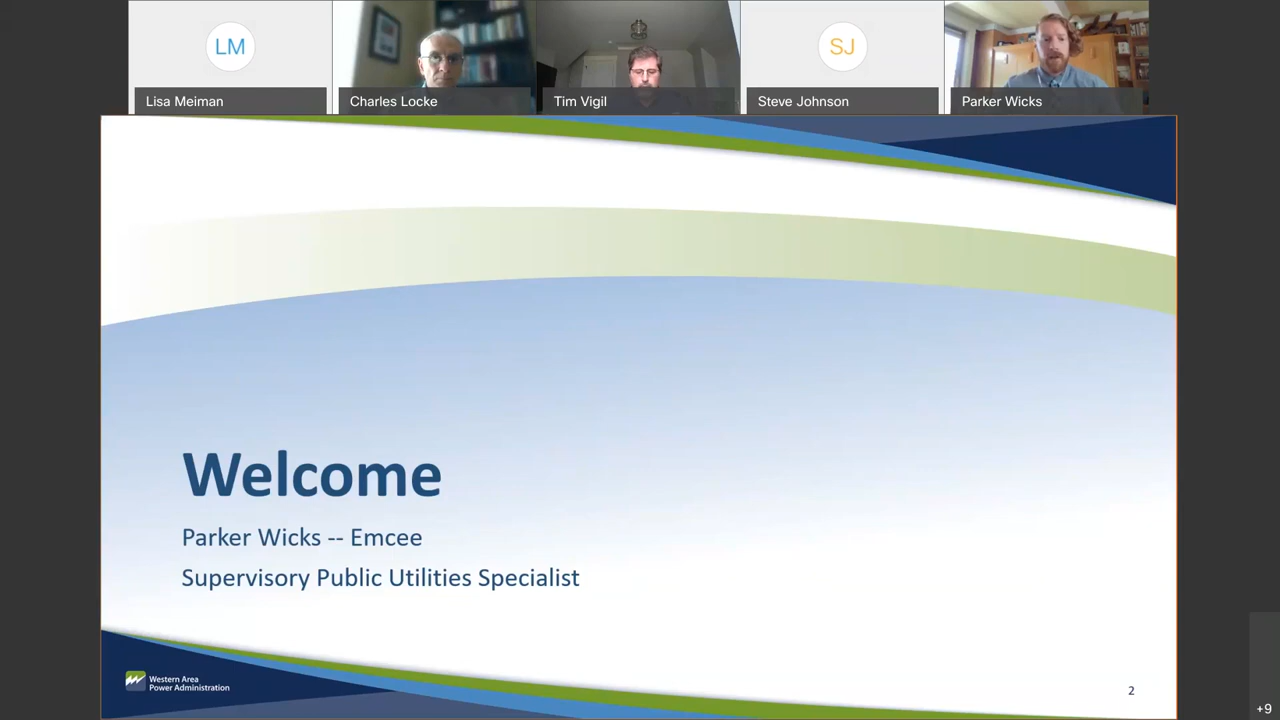 LM
SJ
Lisa Meiman
Charles Locke
Tim Vigil
Steve Johnson
Parker Wicks
Welcome
Parker Wicks -- Emcee
Supervisory Public Utilities Specialist
Western Area
Power Administration
2
+9